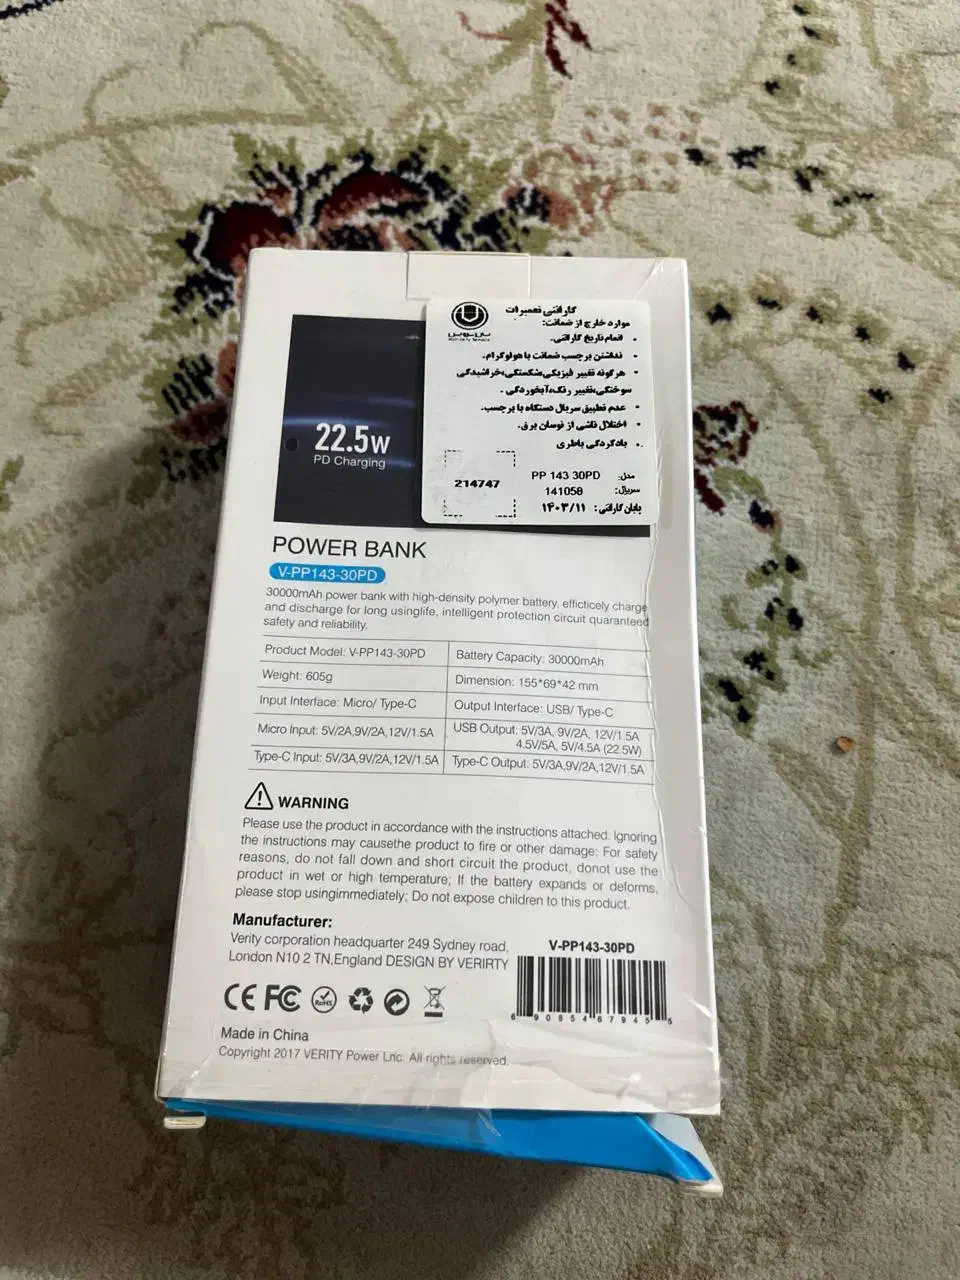 گارانتی تعمیرات
موارد خارج از ضمانت:
• اتمام تاریخ گارانتی.
• نداشتن برچسب ضمانت با هولوگرام.
• هرگونه تغییر فیزیکی،شکستگی،خراشیدگی
سوختگی،تغییر رنگ،آبخوردگی.
• عدم تطبیق سریال دستگاه با برچسب.
• اختلال ناشی از نوسان برق.
• بادکردگی باطری
مدل: PP 143 30PD
سریال: 141058
پایان گارانتی: ۱۴۰۳/۱۱
214747
22.5W
PD Charging
POWER BANK
V-PP143-30PD
30000mAh power bank with high-density polymer battery, efficticely charge
and discharge for long usinglife, intelligent protection circuit quaranteed
safety and reliability.
Product Model: V-PP143-30PD Battery Capacity: 30000mAh
Weight: 605g Dimension: 155*69*42 mm
Input Interface: Micro/ Type-C Output Interface: USB/ Type-C
Micro Input: 5V/2A,9V/2A,12V/1.5A USB Output: 5V/3A, 9V/2A, 12V/1.5A
4.5V/5A, 5V/4.5A (22.5W)
Type-C Input: 5V/3A,9V/2A,12V/1.5A Type-C Output: 5V/3A,9V/2A,12V/1.5A
WARNING
Please use the product in accordance with the instructions attached. Ignoring
the instructions may causethe product to fire or other damage; For safety
reasons, do not fall down and short circuit the product, donot use the
product in wet or high temperature; If the battery expands or deforms,
please stop usingimmediately; Do not expose children to this product.
Manufacturer:
Verity corporation headquarter 249 Sydney road,
London N10 2 TN,England DESIGN BY VERIRTY
V-PP143-30PD
CE FC RoHS
6 908546 7945 5
Made in China
Copyright 2017 VERITY Power Lnc. All rights reserved.